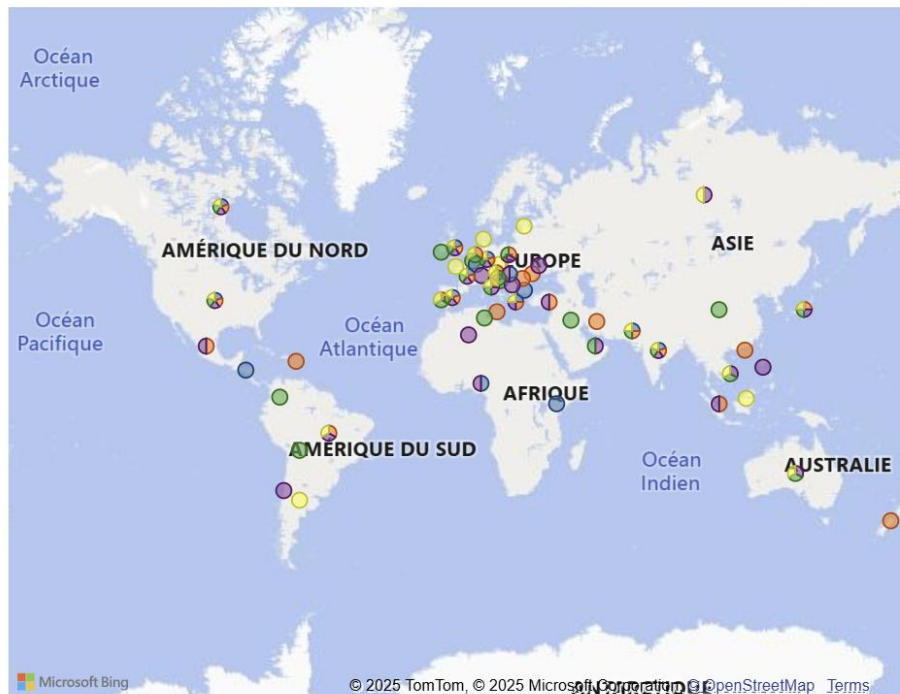 Océan
Arctique
AMÉRIQUE DU NORD
ASIE
EUROPE
Océan
Pacifique
Océan
Atlantique
AFRIQUE
AMÉRIQUE DU SUD
Océan
Indien
AUSTRALIE
Microsoft Bing
© 2025 TomTom, © 2025 Microsoft Corporation, © OpenStreetMap Terms